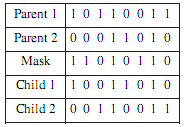 Parent 1 1 0 1 1 0 0 1 1
Parent 2 0 0 0 1 1 0 1 0
Mask 1 1 0 1 0 1 1 0
Child 1 1 0 0 1 1 0 1 0
Child 2 0 0 1 1 0 0 1 1